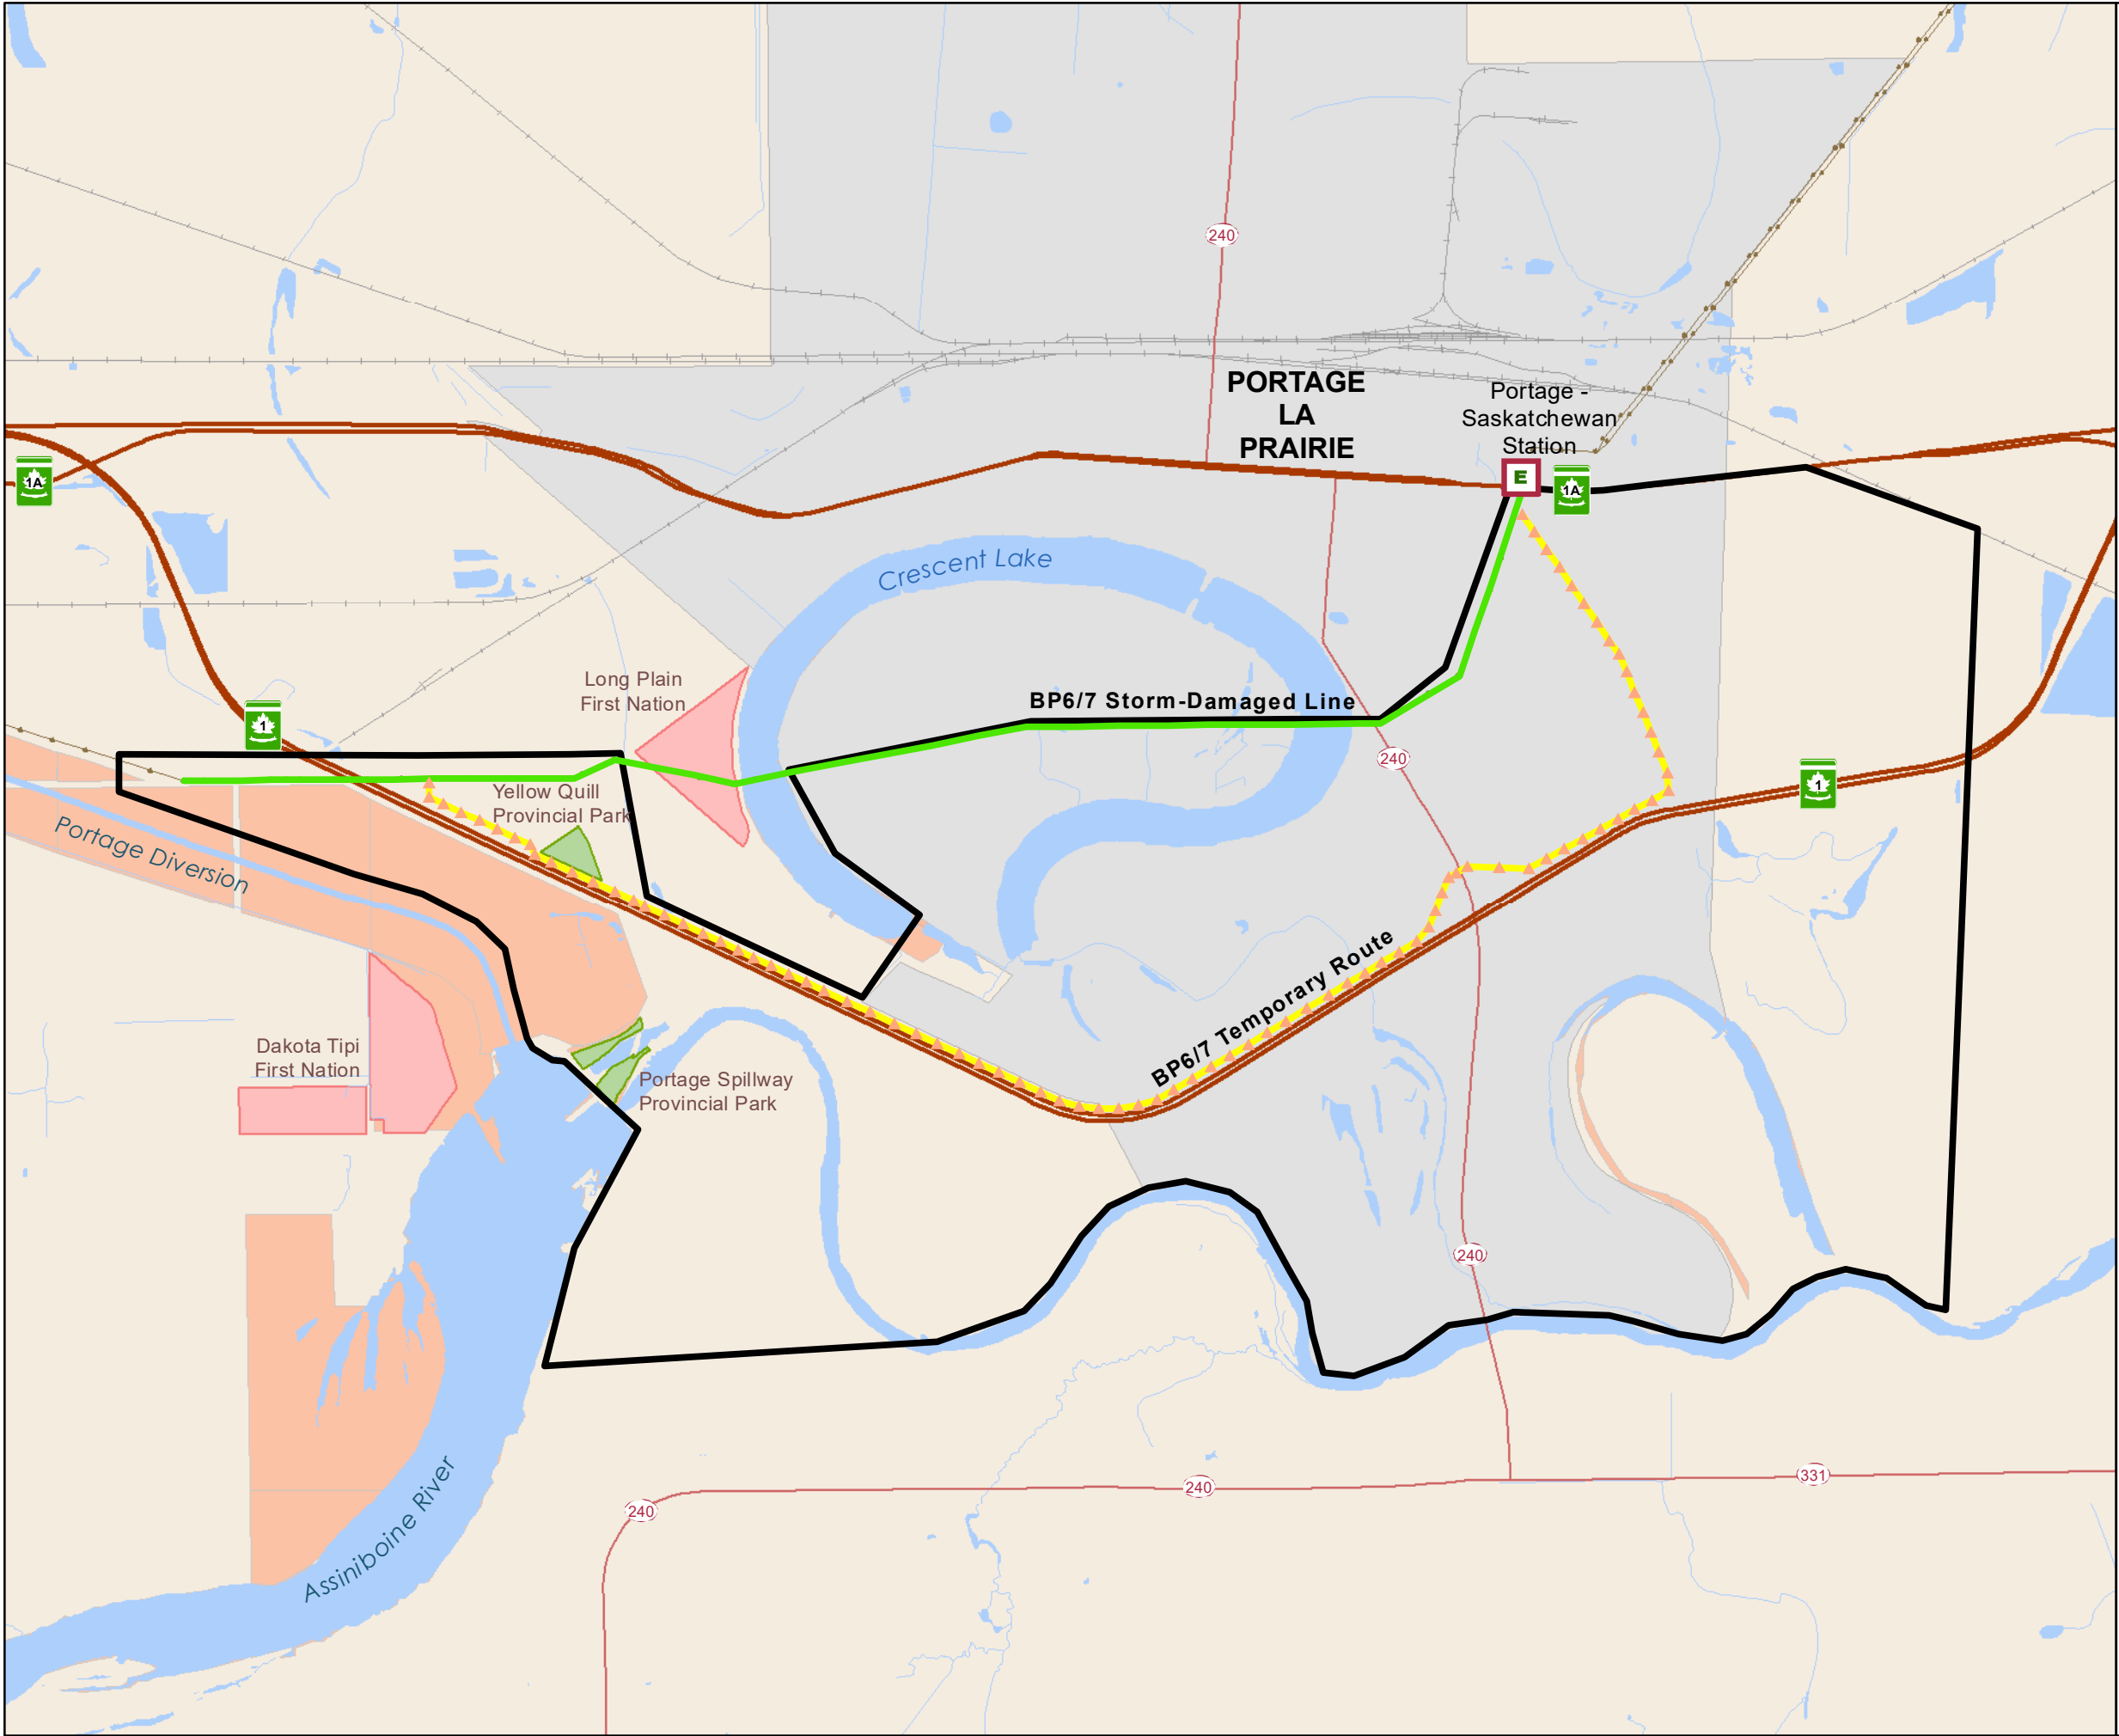 240
PORTAGE
LA
PRAIRIE
Portage -
Saskatchewan
Station
E
1A
1A
Crescent Lake
Long Plain
First Nation
BP6/7 Storm-Damaged Line
1
240
1
Yellow Quill
Provincial Park
Portage Diversion
BP6/7 Temporary Route
Dakota Tipi
First Nation
Portage Spillway
Provincial Park
240
Assiniboine River
240
240
331